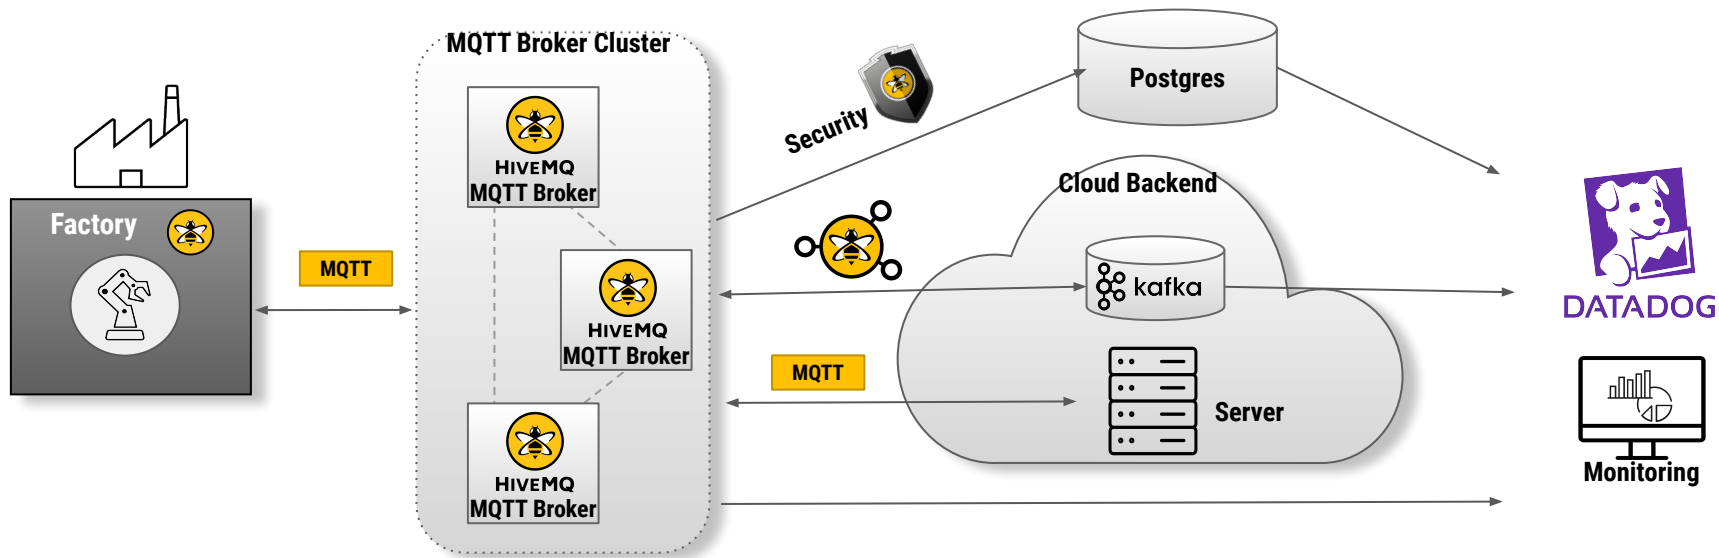 MQTT Broker Cluster
HIVEMQ
MQTT Broker
HIVEMQ
MQTT Broker
HIVEMQ
MQTT Broker
Factory
MQTT
Security
Postgres
Cloud Backend
kafka
MQTT
Server
DATADOG
Monitoring